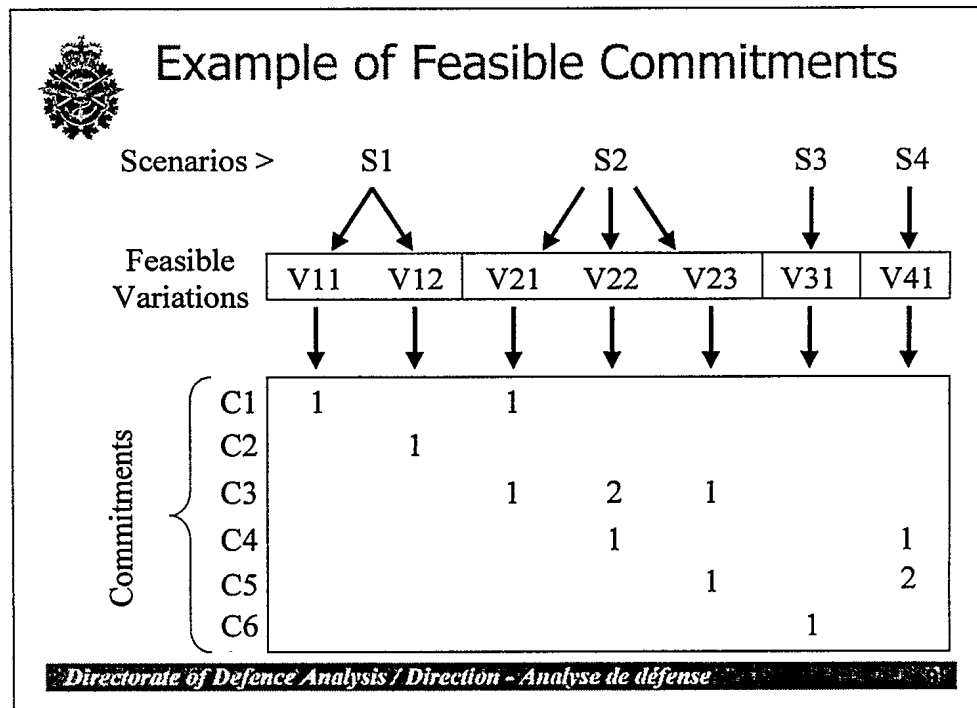 Example of Feasible Commitments
Scenarios > S1 S2 S3 S4
Feasible Variations V11 V12 V21 V22 V23 V31 V41
Commitments
C1 1 1
C2 1
C3 1 2 1
C4 1 1
C5 1 2
C6 1
Directorate of Defence Analysis / Direction - Analyse de défense